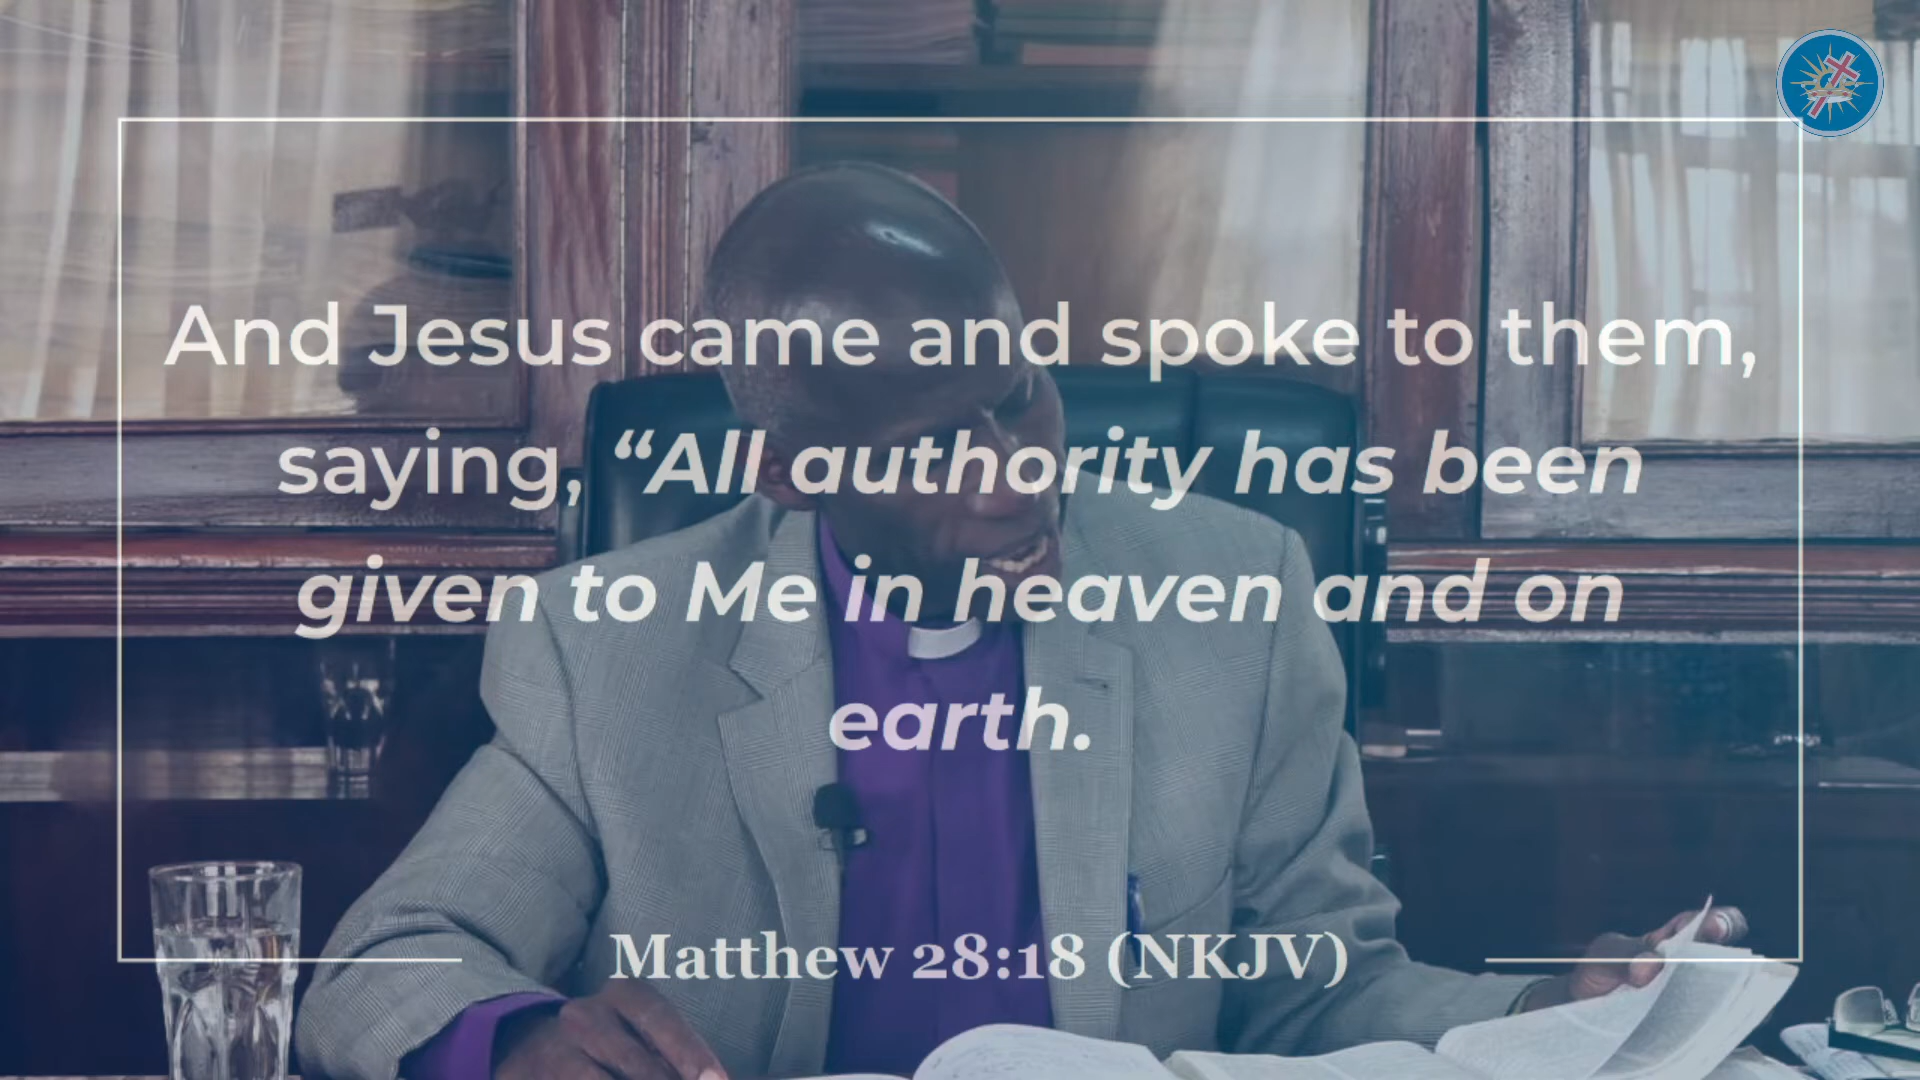 And Jesus came and spoke to them,
saying, “All authority has been
given to Me in heaven and on
earth.
Matthew 28:18 (NKJV)